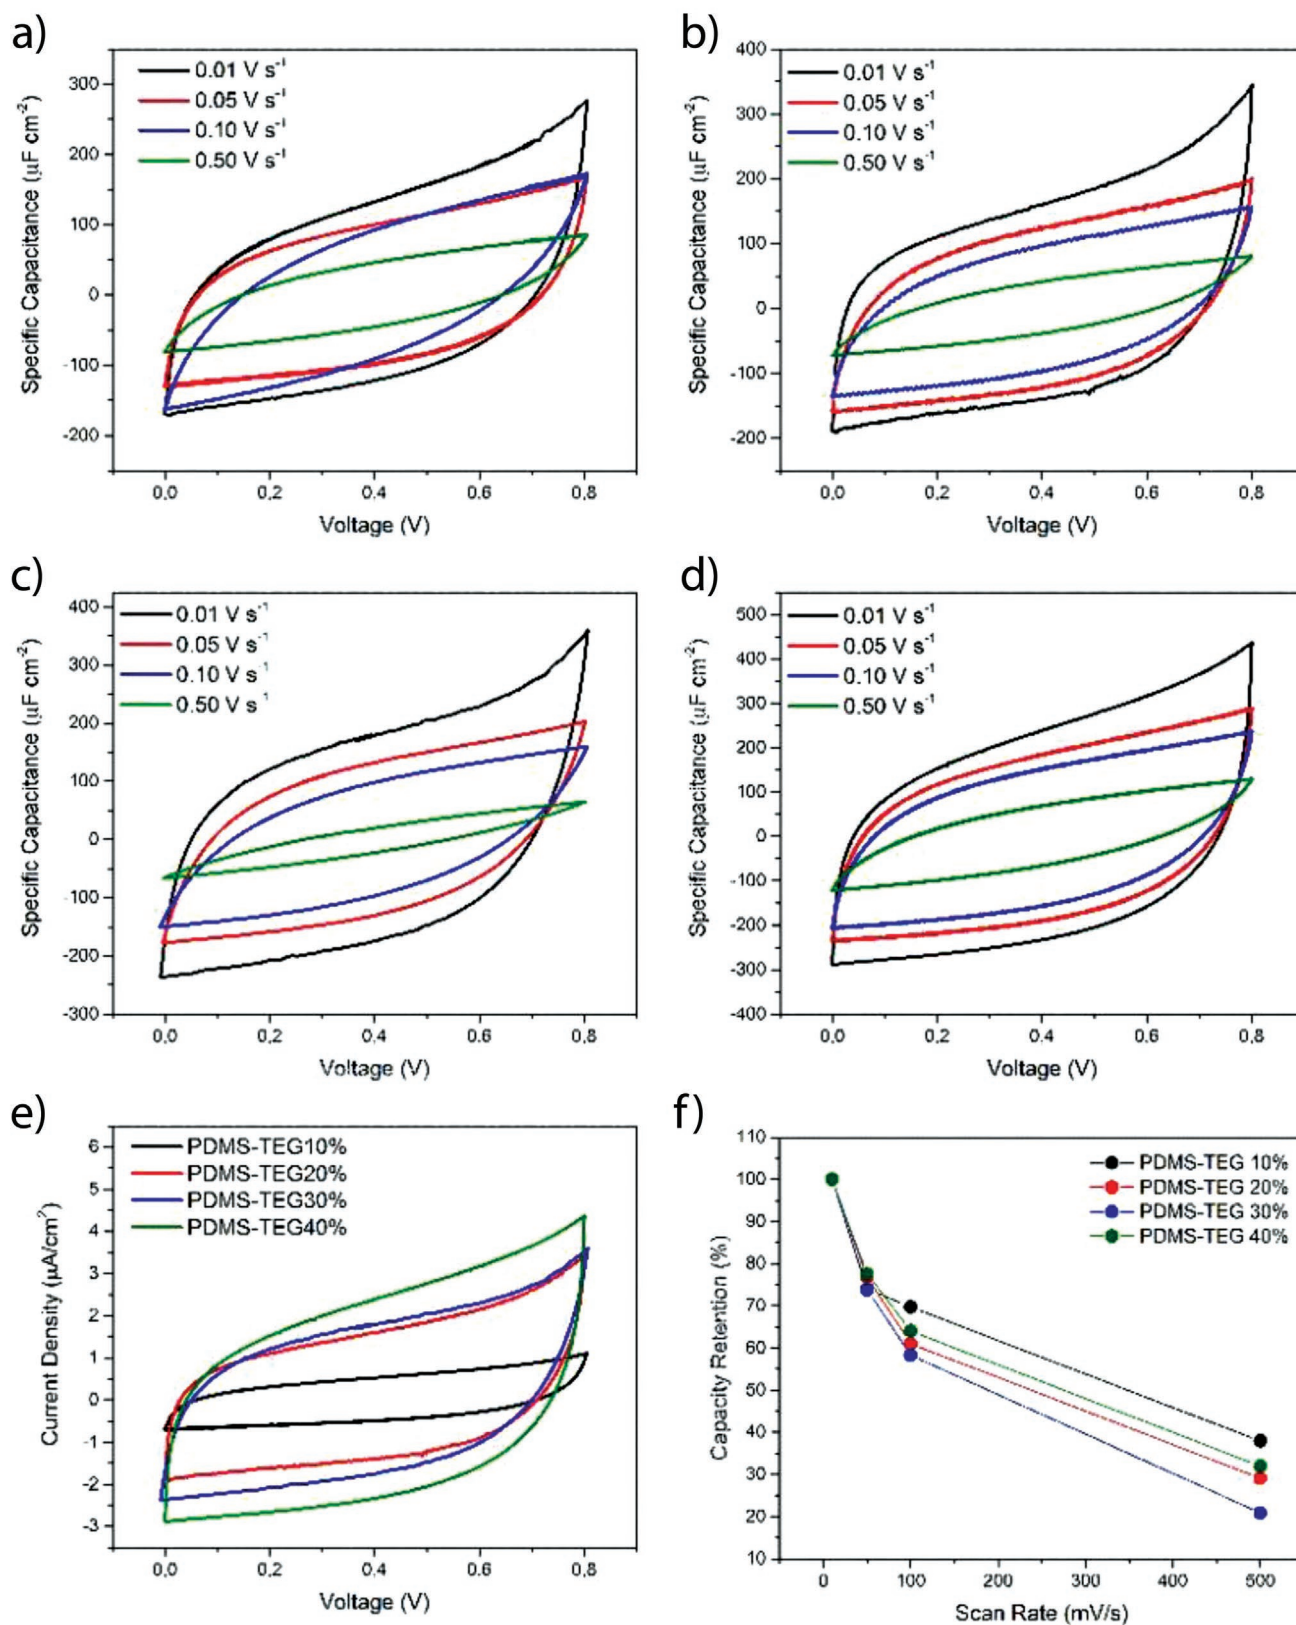 a)
0.01 V s⁻¹
0.05 V s⁻¹
0.10 V s⁻¹
0.50 V s⁻¹
300
200
100
0
-100
-200
Specific Capacitance (µF cm⁻²)
0.0 0.2 0.4 0.6 0.8
Voltage (V)
b)
0.01 V s⁻¹
0.05 V s⁻¹
0.10 V s⁻¹
0.50 V s⁻¹
400
300
200
100
0
-100
-200
Specific Capacitance (µF cm⁻²)
0.0 0.2 0.4 0.6 0.8
Voltage (V)
c)
0.01 V s⁻¹
0.05 V s⁻¹
0.10 V s⁻¹
0.50 V s⁻¹
400
300
200
100
0
-100
-200
-300
Specific Capacitance (µF cm⁻²)
0.0 0.2 0.4 0.6 0.8
Voltage (V)
d)
0.01 V s⁻¹
0.05 V s⁻¹
0.10 V s⁻¹
0.50 V s⁻¹
500
400
300
200
100
0
-100
-200
-300
-400
Specific Capacitance (µF cm⁻²)
0.0 0.2 0.4 0.6 0.8
Voltage (V)
e)
PDMS-TEG10%
PDMS-TEG20%
PDMS-TEG30%
PDMS-TEG40%
6
5
4
3
2
1
0
-1
-2
-3
Current Density (µA/cm²)
0.0 0.2 0.4 0.6 0.8
Voltage (V)
f)
PDMS-TEG 10%
PDMS-TEG 20%
PDMS-TEG 30%
PDMS-TEG 40%
110
100
90
80
70
60
50
40
30
20
10
Capacity Retention (%)
0 100 200 300 400 500
Scan Rate (mV/s)